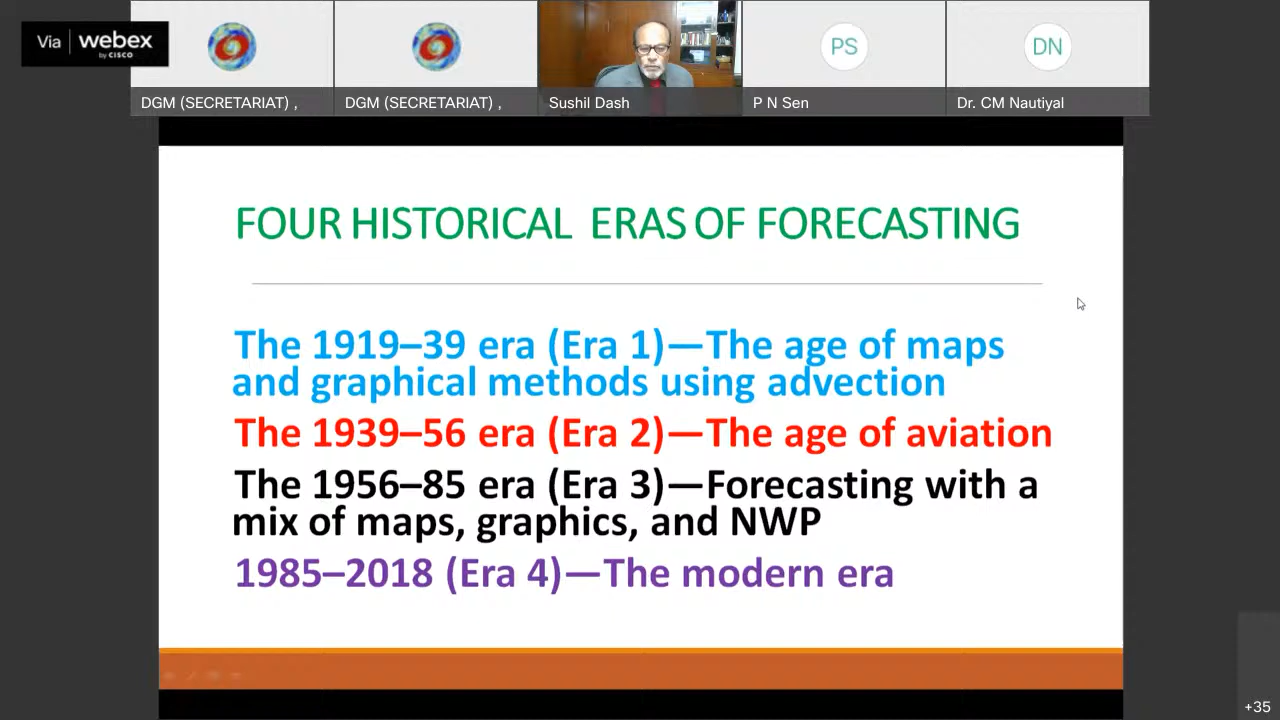 Via webex
by CISCO
PS
DN
DGM (SECRETARIAT) ,
DGM (SECRETARIAT) ,
Sushil Dash
P N Sen
Dr. CM Nautiyal
FOUR HISTORICAL ERAS OF FORECASTING
The 1919–39 era (Era 1)—The age of maps
and graphical methods using advection
The 1939–56 era (Era 2)—The age of aviation
The 1956–85 era (Era 3)—Forecasting with a
mix of maps, graphics, and NWP
1985–2018 (Era 4)—The modern era
+35